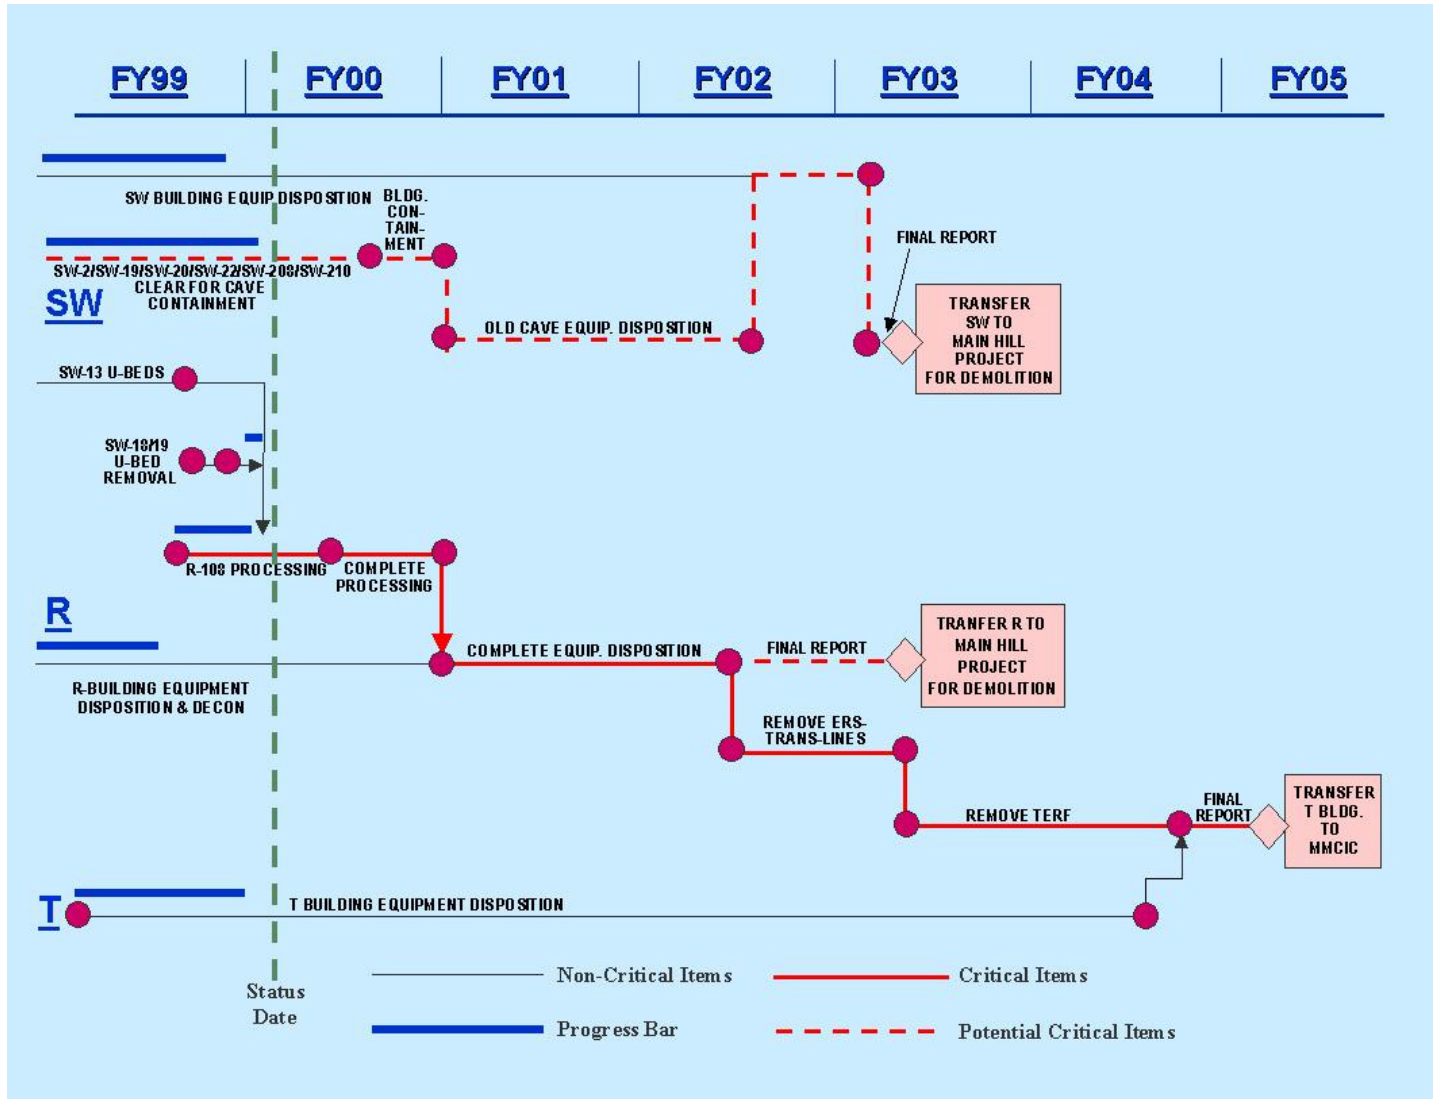 FY99 FY00 FY01 FY02 FY03 FY04 FY05
SW BUILDING EQUIP DISPOSITION
BLDG.
CON-
TAIN-
MENT
SW-2/SW-19/SW-20/SW-22/SW-208/SW-210
CLEAR FOR CAVE
CONTAINMENT
SW
OLD CAVE EQUIP. DISPOSITION
FINAL REPORT
TRANSFER
SW TO
MAIN HILL
PROJECT
FOR DEMOLITION
SW-13 U-BEDS
SW-18/19
U-BED
REMOVAL
R-108 PROCESSING
COMPLETE
PROCESSING
R
COMPLETE EQUIP. DISPOSITION
FINAL REPORT
TRANFER R TO
MAIN HILL
PROJECT
FOR DEMOLITION
R-BUILDING EQUIPMENT
DISPOSITION & DECON
REMOVE ERS-
TRANS-LINES
REMOVE TERF
FINAL
REPORT
TRANSFER
T BLDG.
TO
MMCIC
T
T BUILDING EQUIPMENT DISPOSITION
Status
Date
Non-Critical Items
Critical Items
Progress Bar
Potential Critical Items